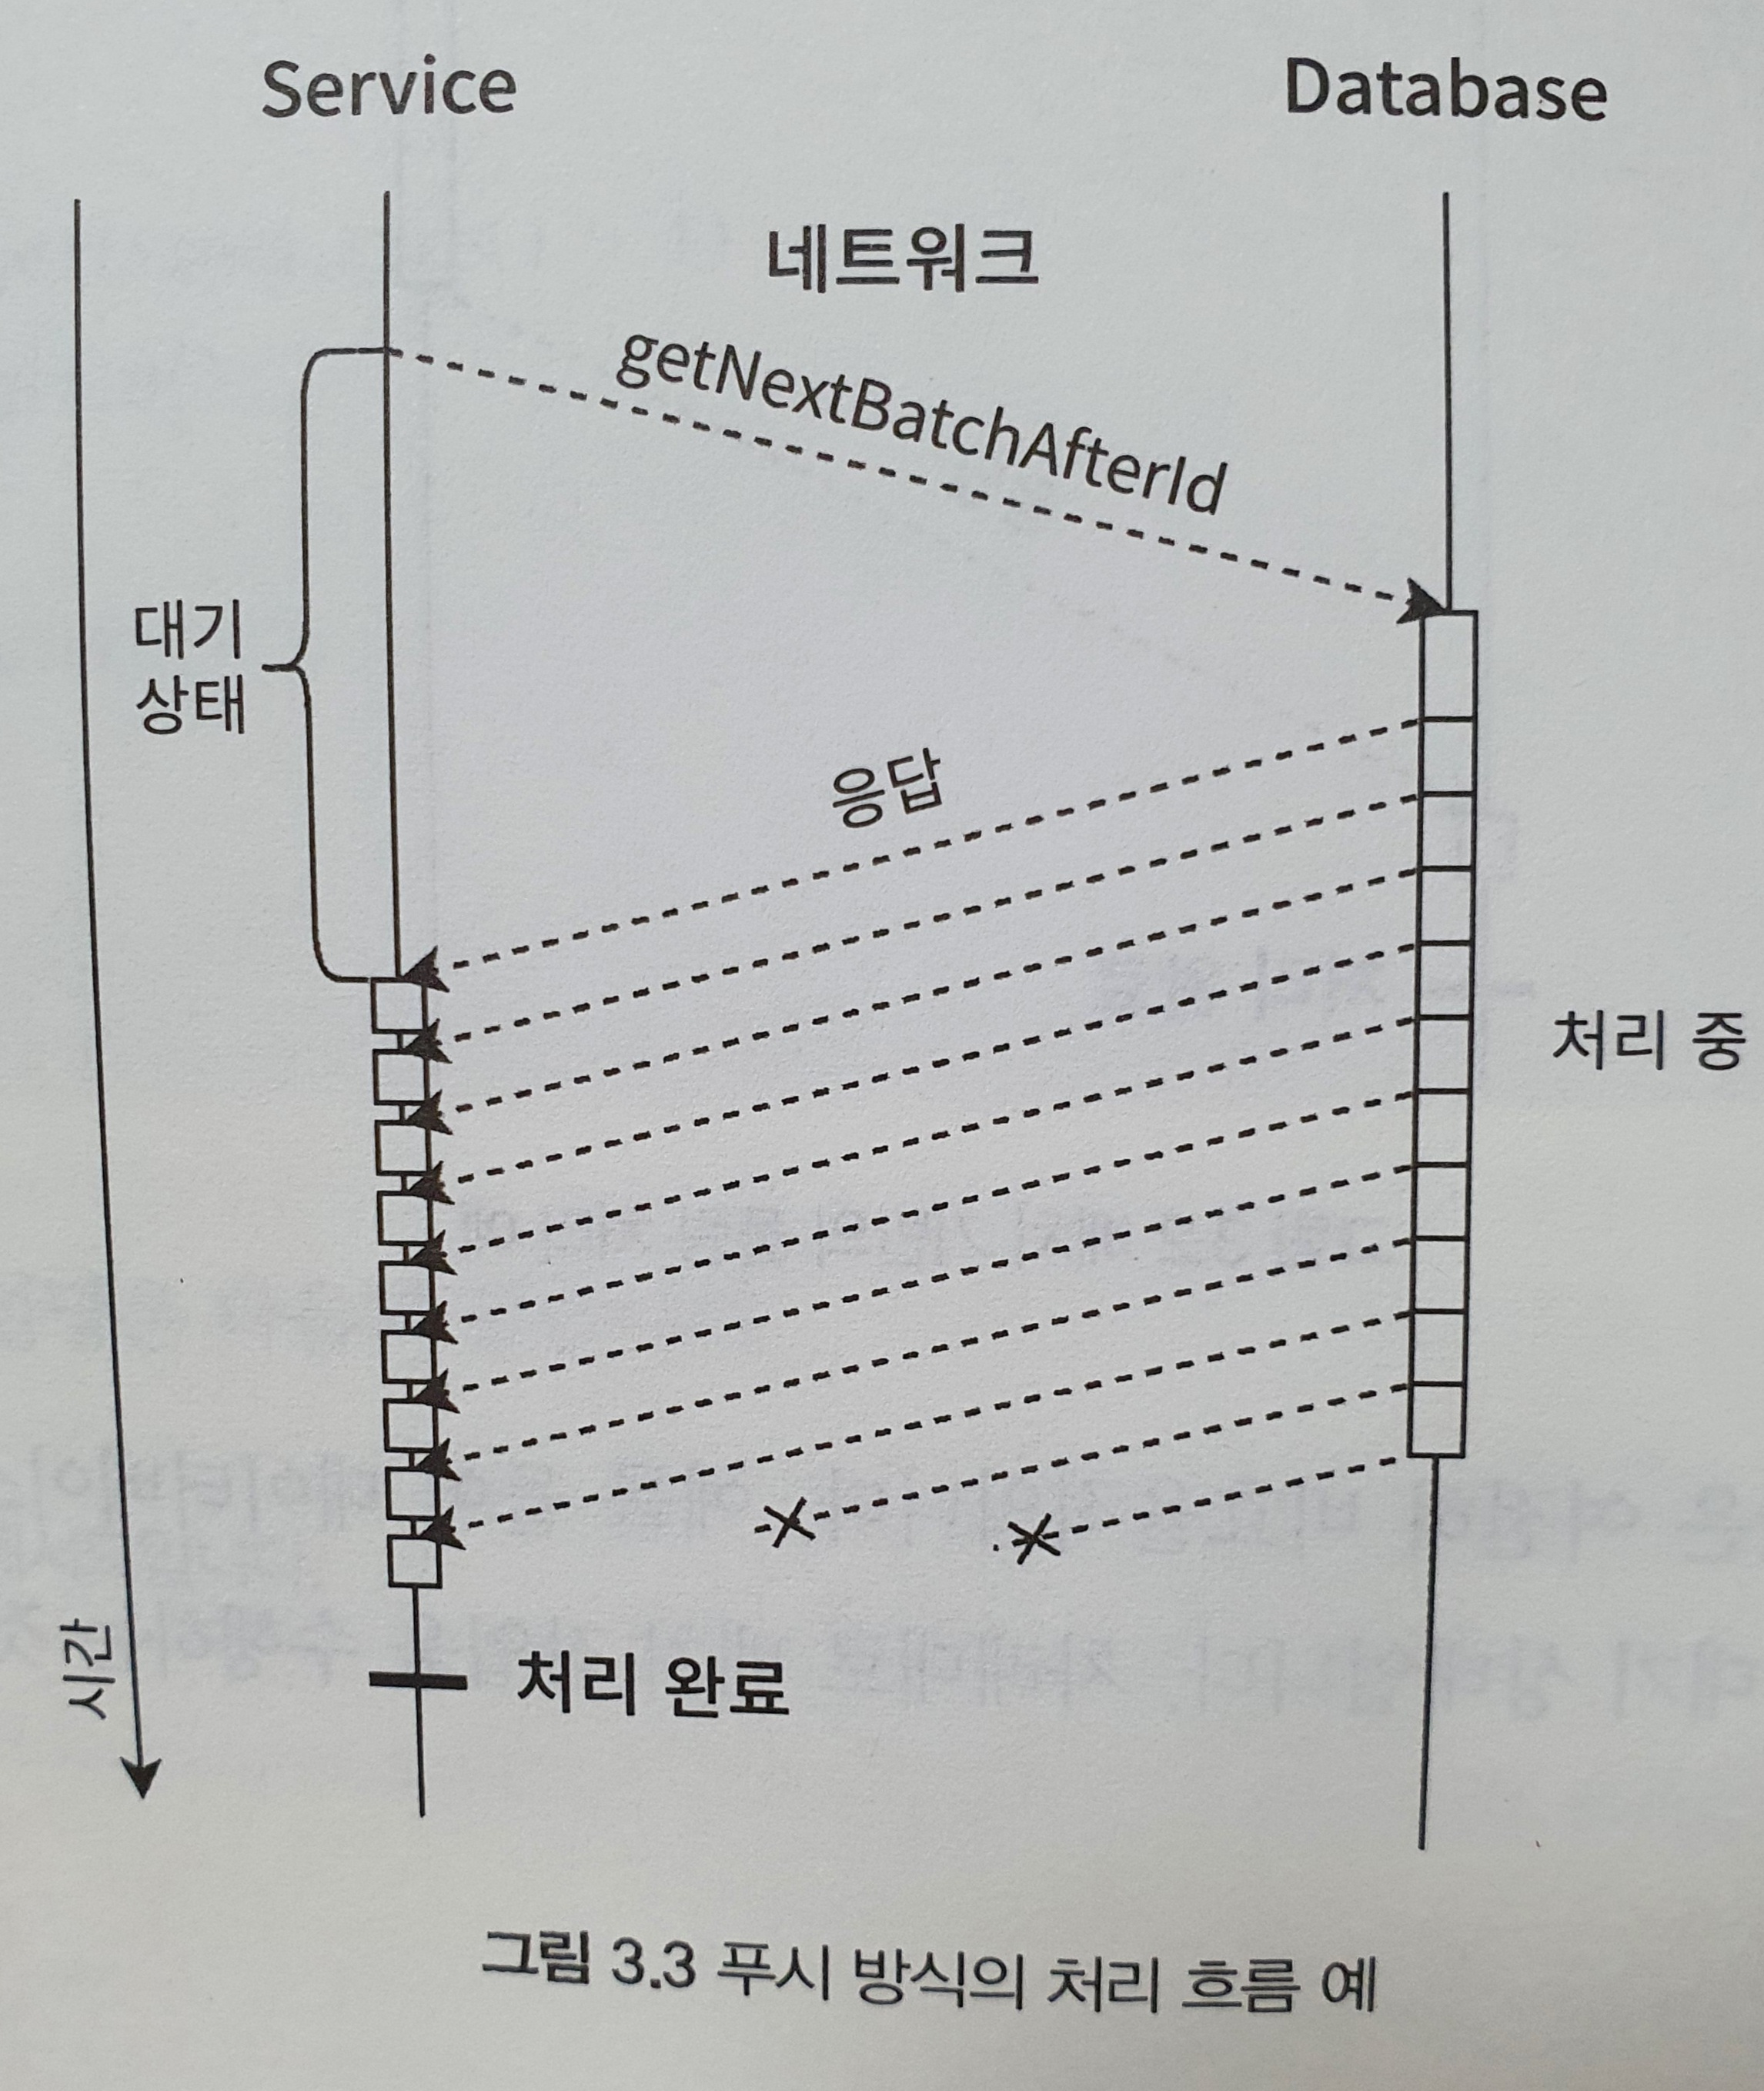 Service
Database
네트워크
getNextBatchAfterId
대기
상태
응답
처리 중
처리 완료
시간
그림 3.3 푸시 방식의 처리 흐름 예